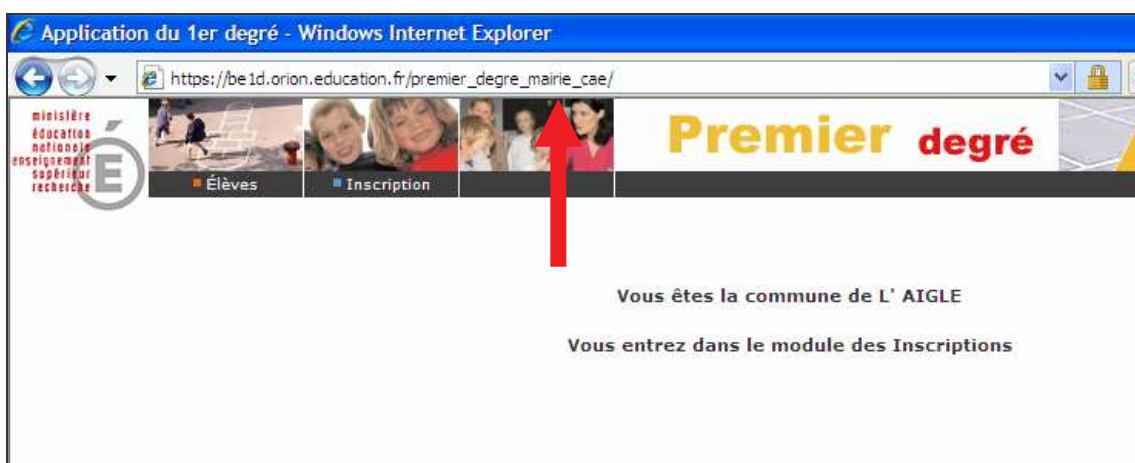 Application du 1er degré - Windows Internet Explorer
https://be1d.orion.education.fr/premier_degre_mairie_cae/
ministère
éducation
nationale
enseignement
supérieur
recherche
É
Premier degré
Élèves
Inscription
Vous êtes la commune de L' AIGLE
Vous entrez dans le module des Inscriptions